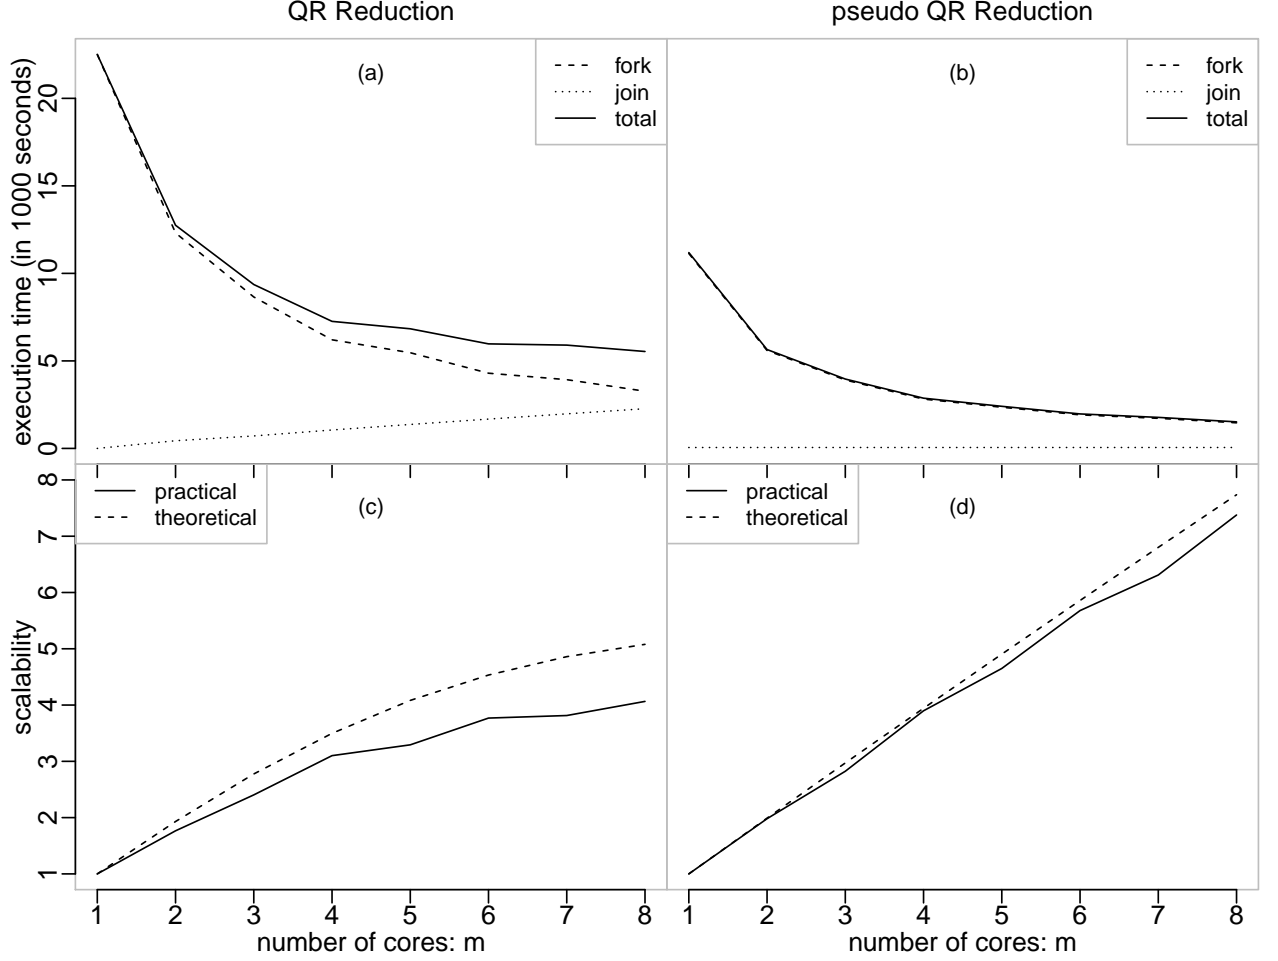 QR Reduction
pseudo QR Reduction
execution time (in 1000 seconds)
0 5 10 15 20
(a)
fork
join
total
(b)
fork
join
total
scalability
1 2 3 4 5 6 7 8
practical
theoretical
(c)
practical
theoretical
(d)
1 2 3 4 5 6 7 8
number of cores: m
1 2 3 4 5 6 7 8
number of cores: m